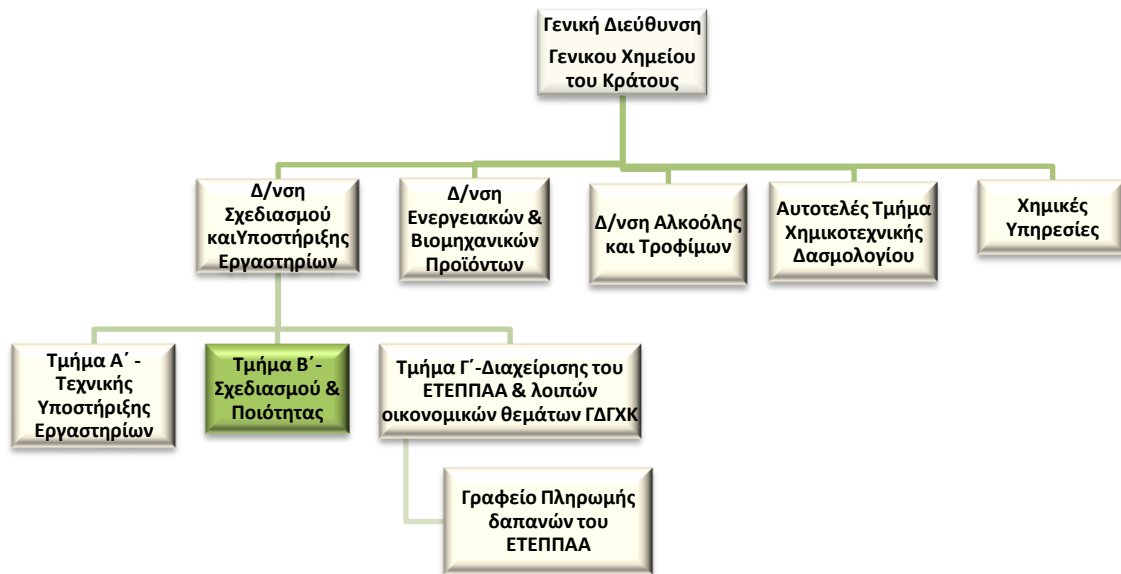 Γενική Διεύθυνση
Γενικου Χημείου
του Κράτους
Δ/νση
Σχεδιασμού
καιΥποστήριξης
Εργαστηρίων
Δ/νση
Ενεργειακών &
Βιομηχανικών
Προϊόντων
Δ/νση Αλκοόλης
και Τροφίμων
Αυτοτελές Τμήμα
Χημικοτεχνικής
Δασμολογίου
Χημικές
Υπηρεσίες
Τμήμα Α΄ -
Τεχνικής
Υποστήριξης
Εργαστηρίων
Τμήμα Β΄-
Σχεδιασμού &
Ποιότητας
Τμήμα Γ΄-Διαχείρισης του
ΕΤΕΠΠΑΑ & λοιπών
οικονομικών θεμάτων ΓΔΓΧΚ
Γραφείο Πληρωμής
δαπανών του
ΕΤΕΠΠΑΑ